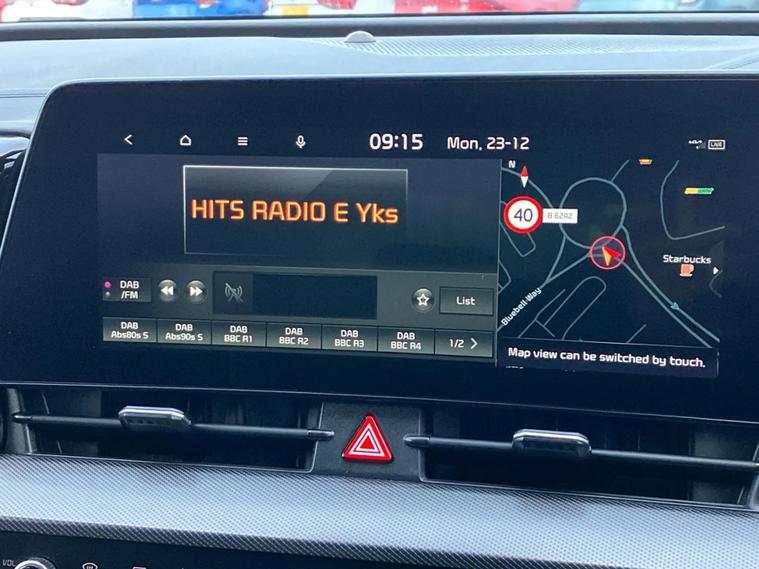 09:15 Mon, 23-12 LIVE
HITS RADIO E Yks
N
40 B 6242
Starbucks
Bluebell Way
DAB
/FM
List
DAB
Abs80s S
DAB
Abs90s S
DAB
BBC R1
DAB
BBC R2
DAB
BBC R3
DAB
BBC R4
1/2
Map view can be switched by touch.
VOL